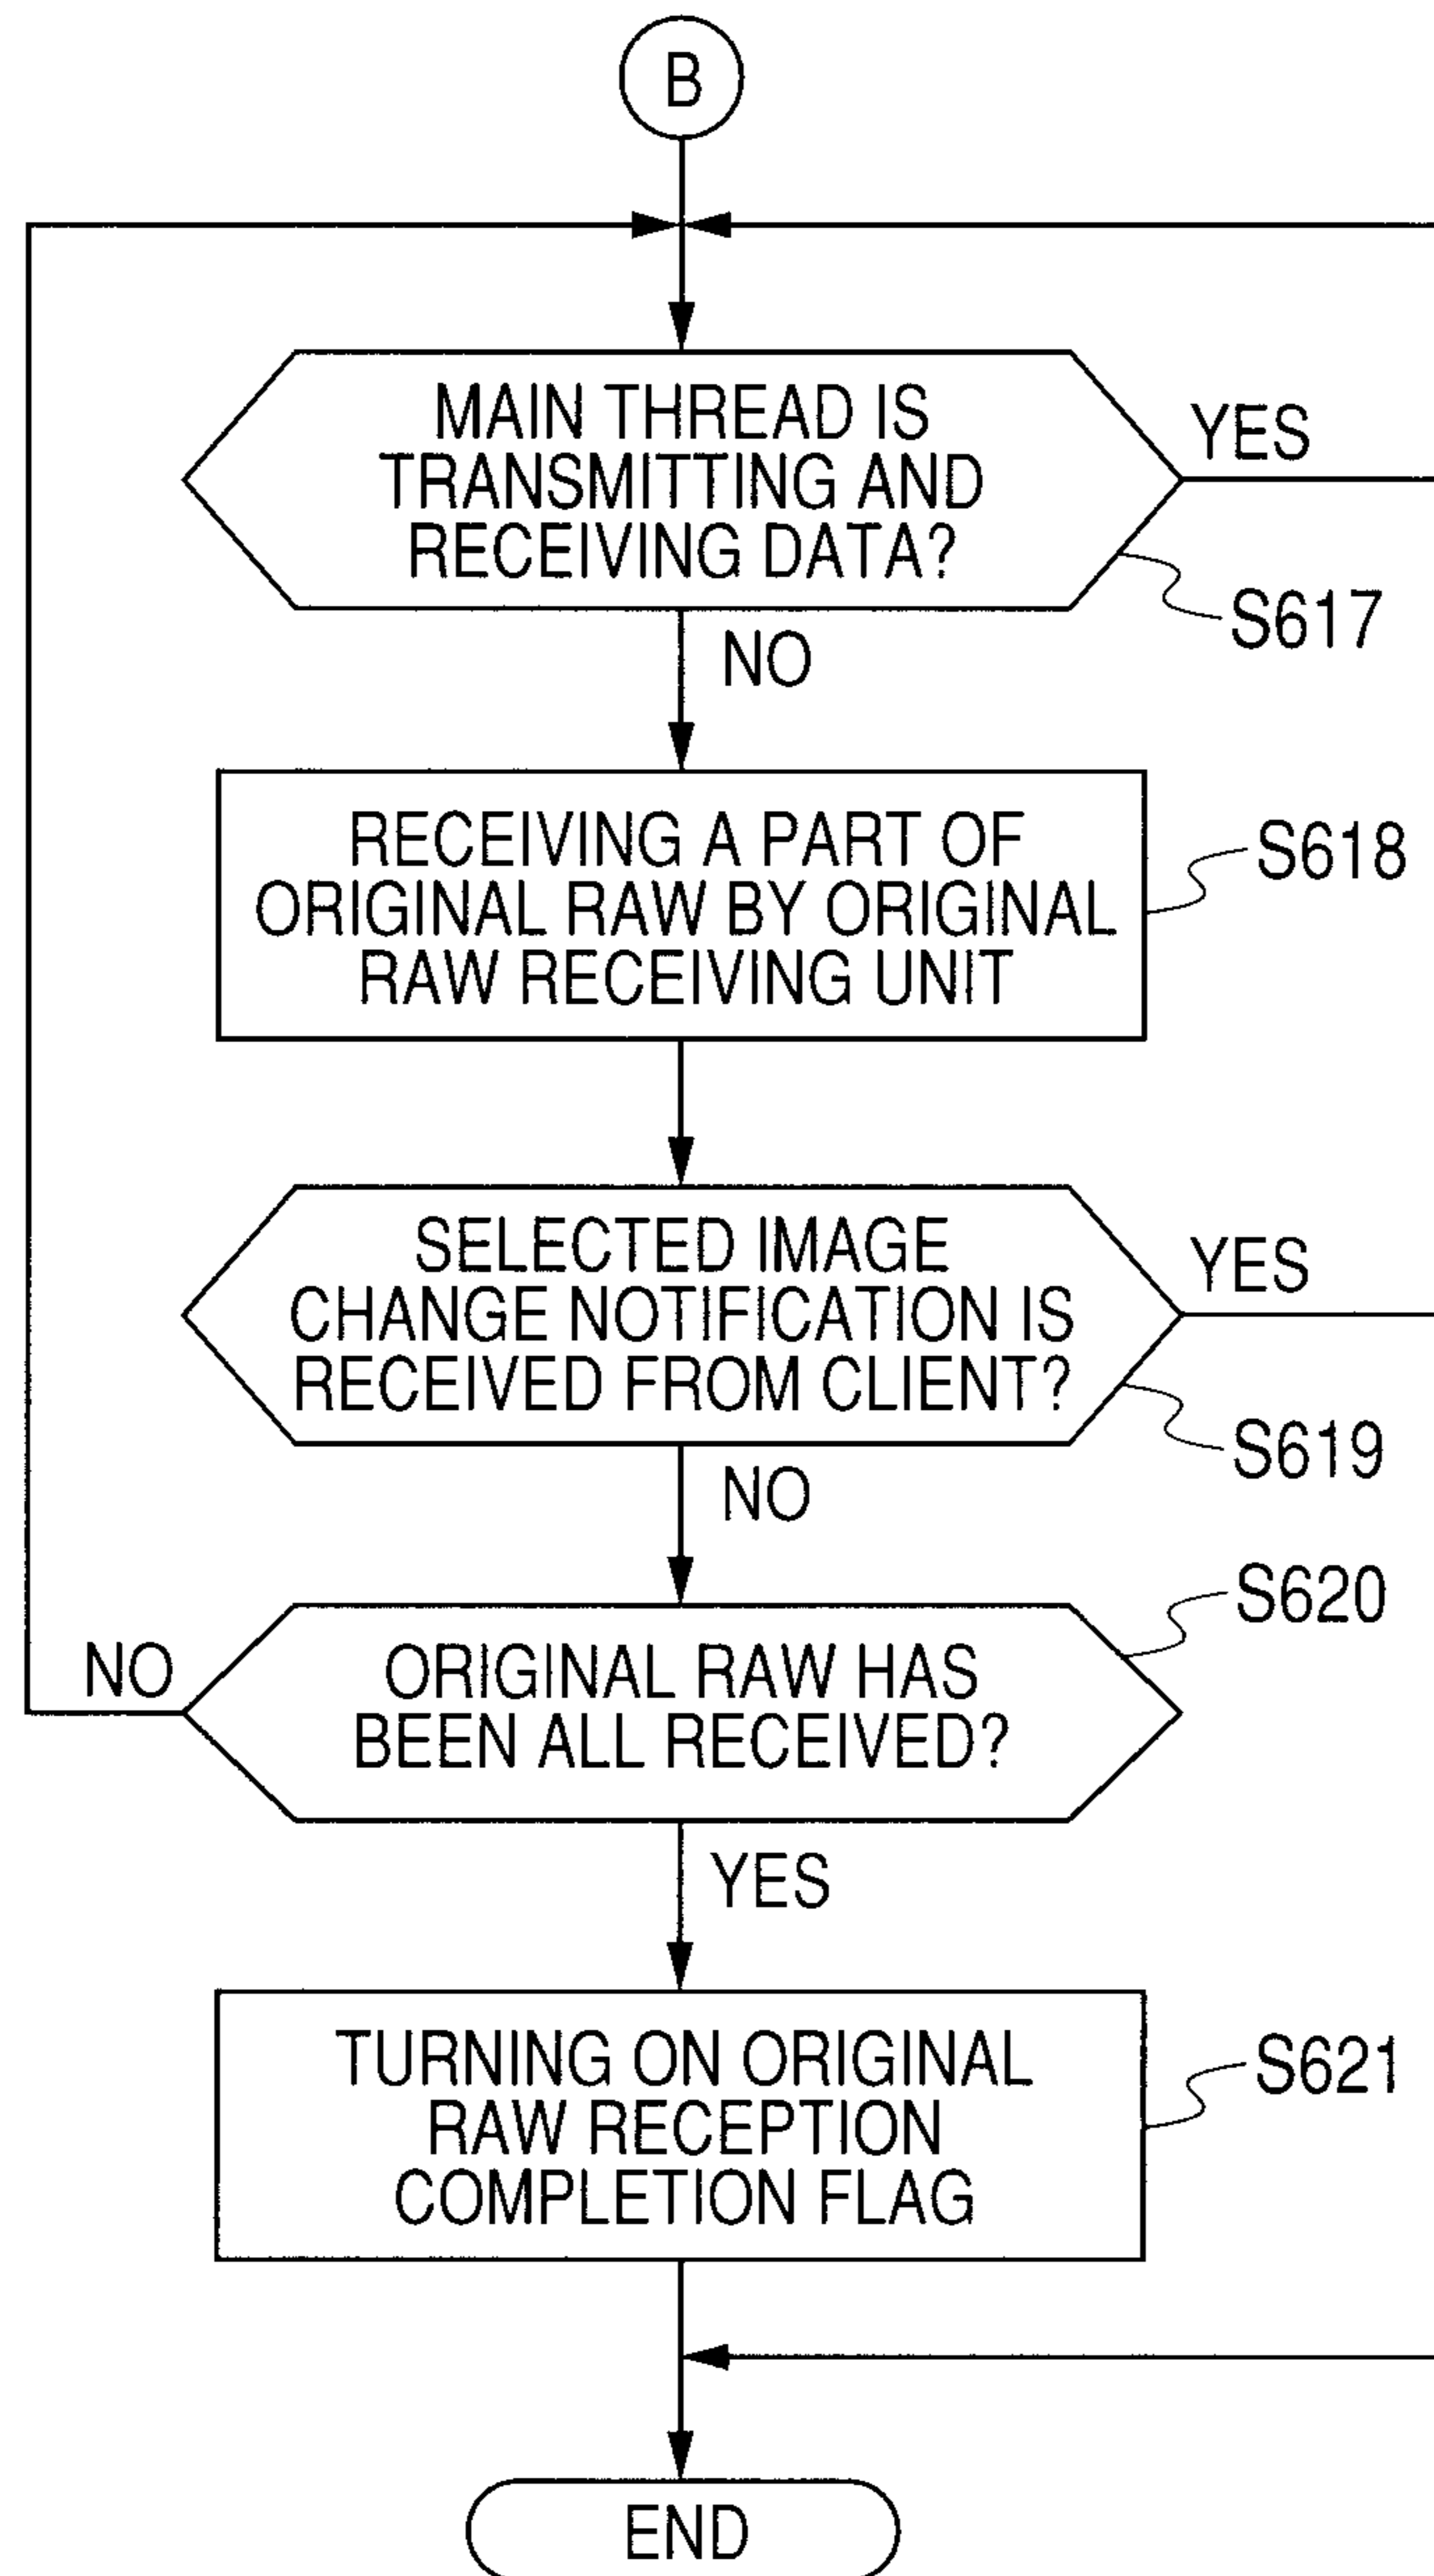 B
MAIN THREAD IS
TRANSMITTING AND
RECEIVING DATA?
YES
S617
NO
RECEIVING A PART OF
ORIGINAL RAW BY ORIGINAL
RAW RECEIVING UNIT
S618
SELECTED IMAGE
CHANGE NOTIFICATION IS
RECEIVED FROM CLIENT?
YES
S619
NO
S620
ORIGINAL RAW HAS
BEEN ALL RECEIVED?
NO
YES
TURNING ON ORIGINAL
RAW RECEPTION
COMPLETION FLAG
S621
END